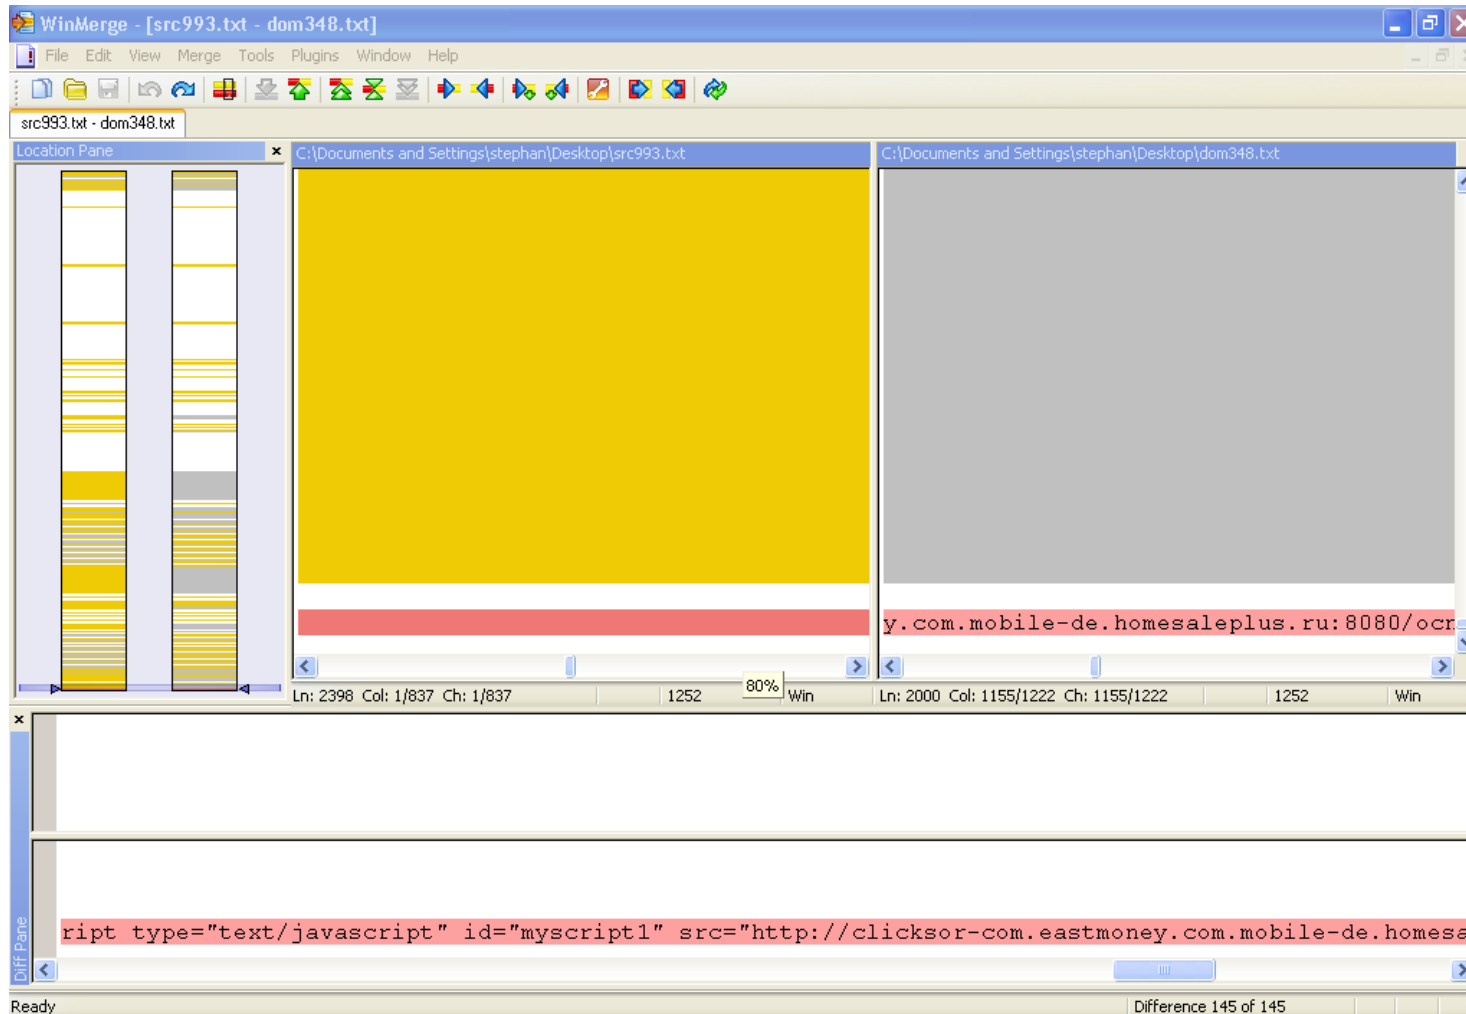 WinMerge - [src993.txt - dom348.txt]
File Edit View Merge Tools Plugins Window Help
src993.txt - dom348.txt
Location Pane
C:\Documents and Settings\stephan\Desktop\src993.txt
C:\Documents and Settings\stephan\Desktop\dom348.txt
y.com.mobile-de.homesaleplus.ru:8080/ocr
80%
Ln: 2398 Col: 1/837 Ch: 1/837 1252 Win
Ln: 2000 Col: 1155/1222 Ch: 1155/1222 1252 Win
Diff Pane
ript type="text/javascript" id="myscript1" src="http://clicksor-com.eastmoney.com.mobile-de.homesa
Ready
Difference 145 of 145